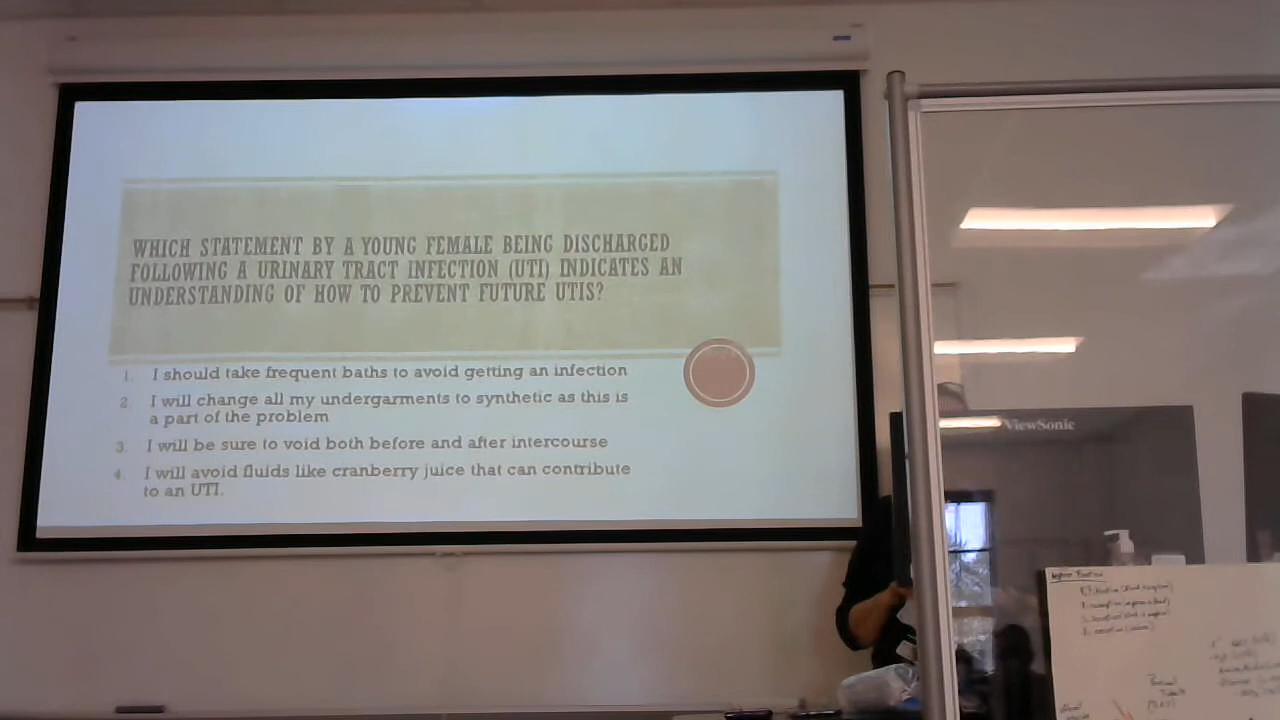 WHICH STATEMENT BY A YOUNG FEMALE BEING DISCHARGED
FOLLOWING A URINARY TRACT INFECTION (UTI) INDICATES AN
UNDERSTANDING OF HOW TO PREVENT FUTURE UTIS?
1. I should take frequent baths to avoid getting an infection
2. I will change all my undergarments to synthetic as this is
a part of the problem
3. I will be sure to void both before and after intercourse
4. I will avoid fluids like cranberry juice that can contribute
to an UTI.
ViewSonic